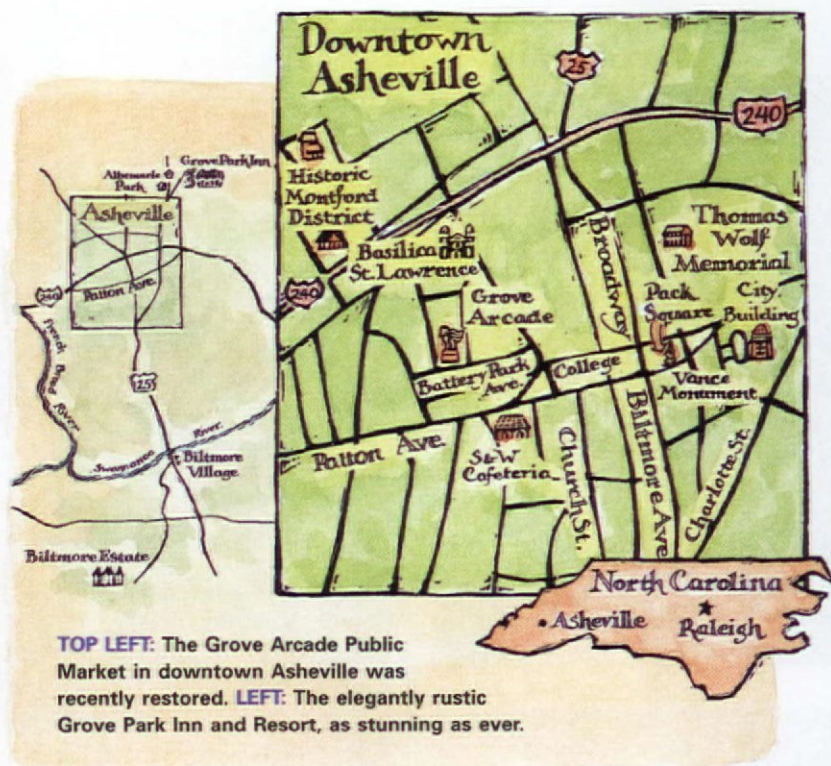 Downtown
Asheville
25
240
Historic
Montford
District
Basilica
St. Lawrence
240
Grove
Arcade
Broadway
Thomas
Wolf
Memorial
Pack
Square
City
Building
Battery Park
Ave.
College
Vance
Monument
Patton Ave.
S&W
Cafeteria
Church St.
Biltmore Ave
Charlotte St.
Grove Park Inn
Albemarle
Park
Asheville
240
Patton Ave.
French Broad River
25
Swannanoa River
Biltmore
Village
Biltmore Estate
North Carolina
Asheville
Raleigh
TOP LEFT: The Grove Arcade Public
Market in downtown Asheville was
recently restored. LEFT: The elegantly rustic
Grove Park Inn and Resort, as stunning as ever.